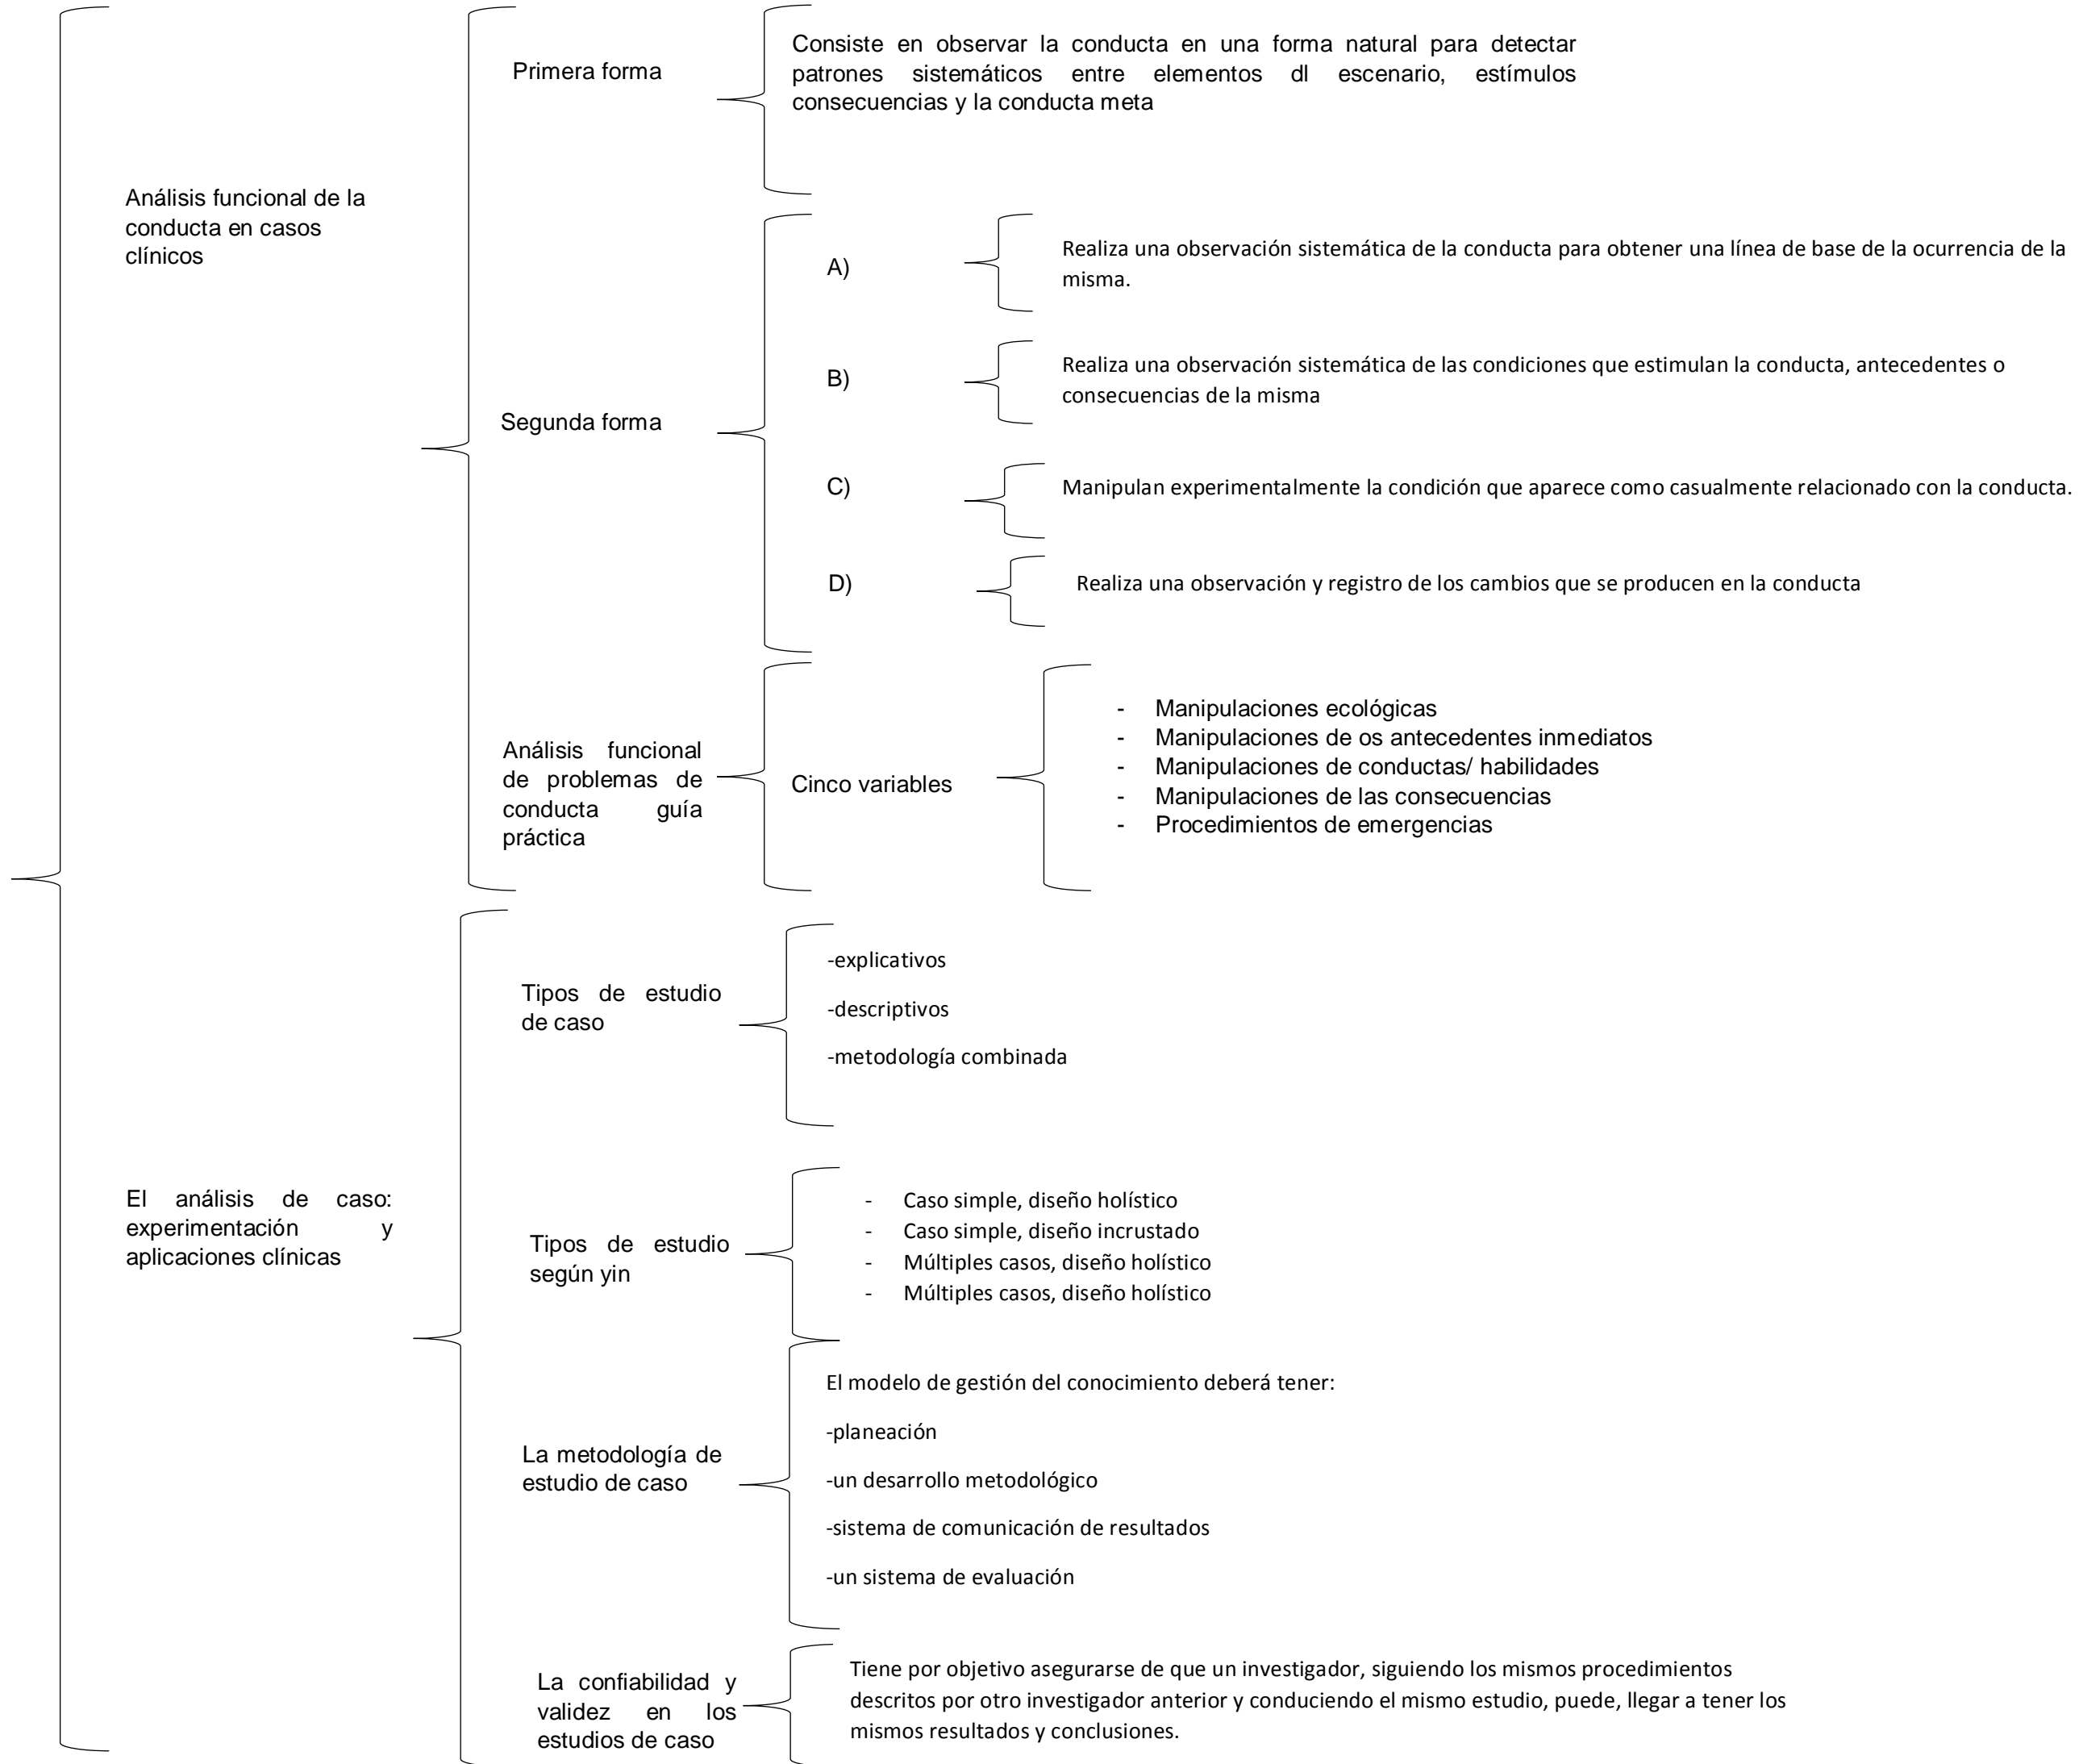 Análisis funcional de la
conducta en casos
clínicos
Primera forma
Consiste en observar la conducta en una forma natural para detectar
patrones sistemáticos entre elementos dl escenario, estímulos
consecuencias y la conducta meta
Segunda forma
A)
Realiza una observación sistemática de la conducta para obtener una línea de base de la ocurrencia de la
misma.
B)
Realiza una observación sistemática de las condiciones que estimulan la conducta, antecedentes o
consecuencias de la misma
C)
Manipulan experimentalmente la condición que aparece como casualmente relacionado con la conducta.
D)
Realiza una observación y registro de los cambios que se producen en la conducta
Análisis funcional
de problemas de
conducta guía
práctica
Cinco variables
- Manipulaciones ecológicas
- Manipulaciones de os antecedentes inmediatos
- Manipulaciones de conductas/ habilidades
- Manipulaciones de las consecuencias
- Procedimientos de emergencias
El análisis de caso:
experimentación y
aplicaciones clínicas
Tipos de estudio
de caso
-explicativos
-descriptivos
-metodología combinada
Tipos de estudio
según yin
- Caso simple, diseño holístico
- Caso simple, diseño incrustado
- Múltiples casos, diseño holístico
- Múltiples casos, diseño holístico
La metodología de
estudio de caso
El modelo de gestión del conocimiento deberá tener:
-planeación
-un desarrollo metodológico
-sistema de comunicación de resultados
-un sistema de evaluación
La confiabilidad y
validez en los
estudios de caso
Tiene por objetivo asegurarse de que un investigador, siguiendo los mismos procedimientos
descritos por otro investigador anterior y conduciendo el mismo estudio, puede, llegar a tener los
mismos resultados y conclusiones.